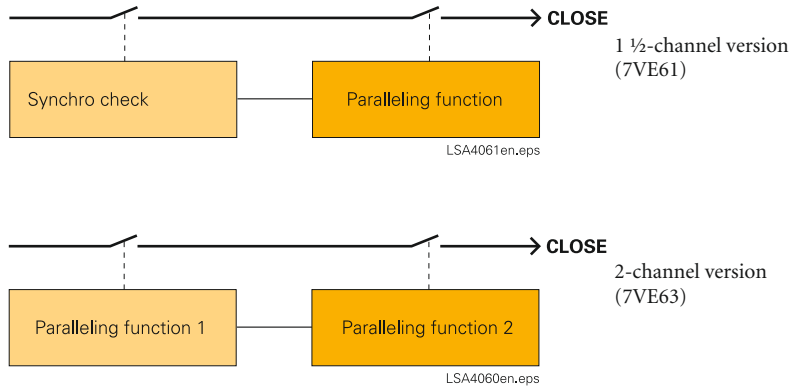 CLOSE
1 ½-channel version
(7VE61)
Synchro check
Paralleling function
LSA4061en.eps
CLOSE
2-channel version
(7VE63)
Paralleling function 1
Paralleling function 2
LSA4060en.eps